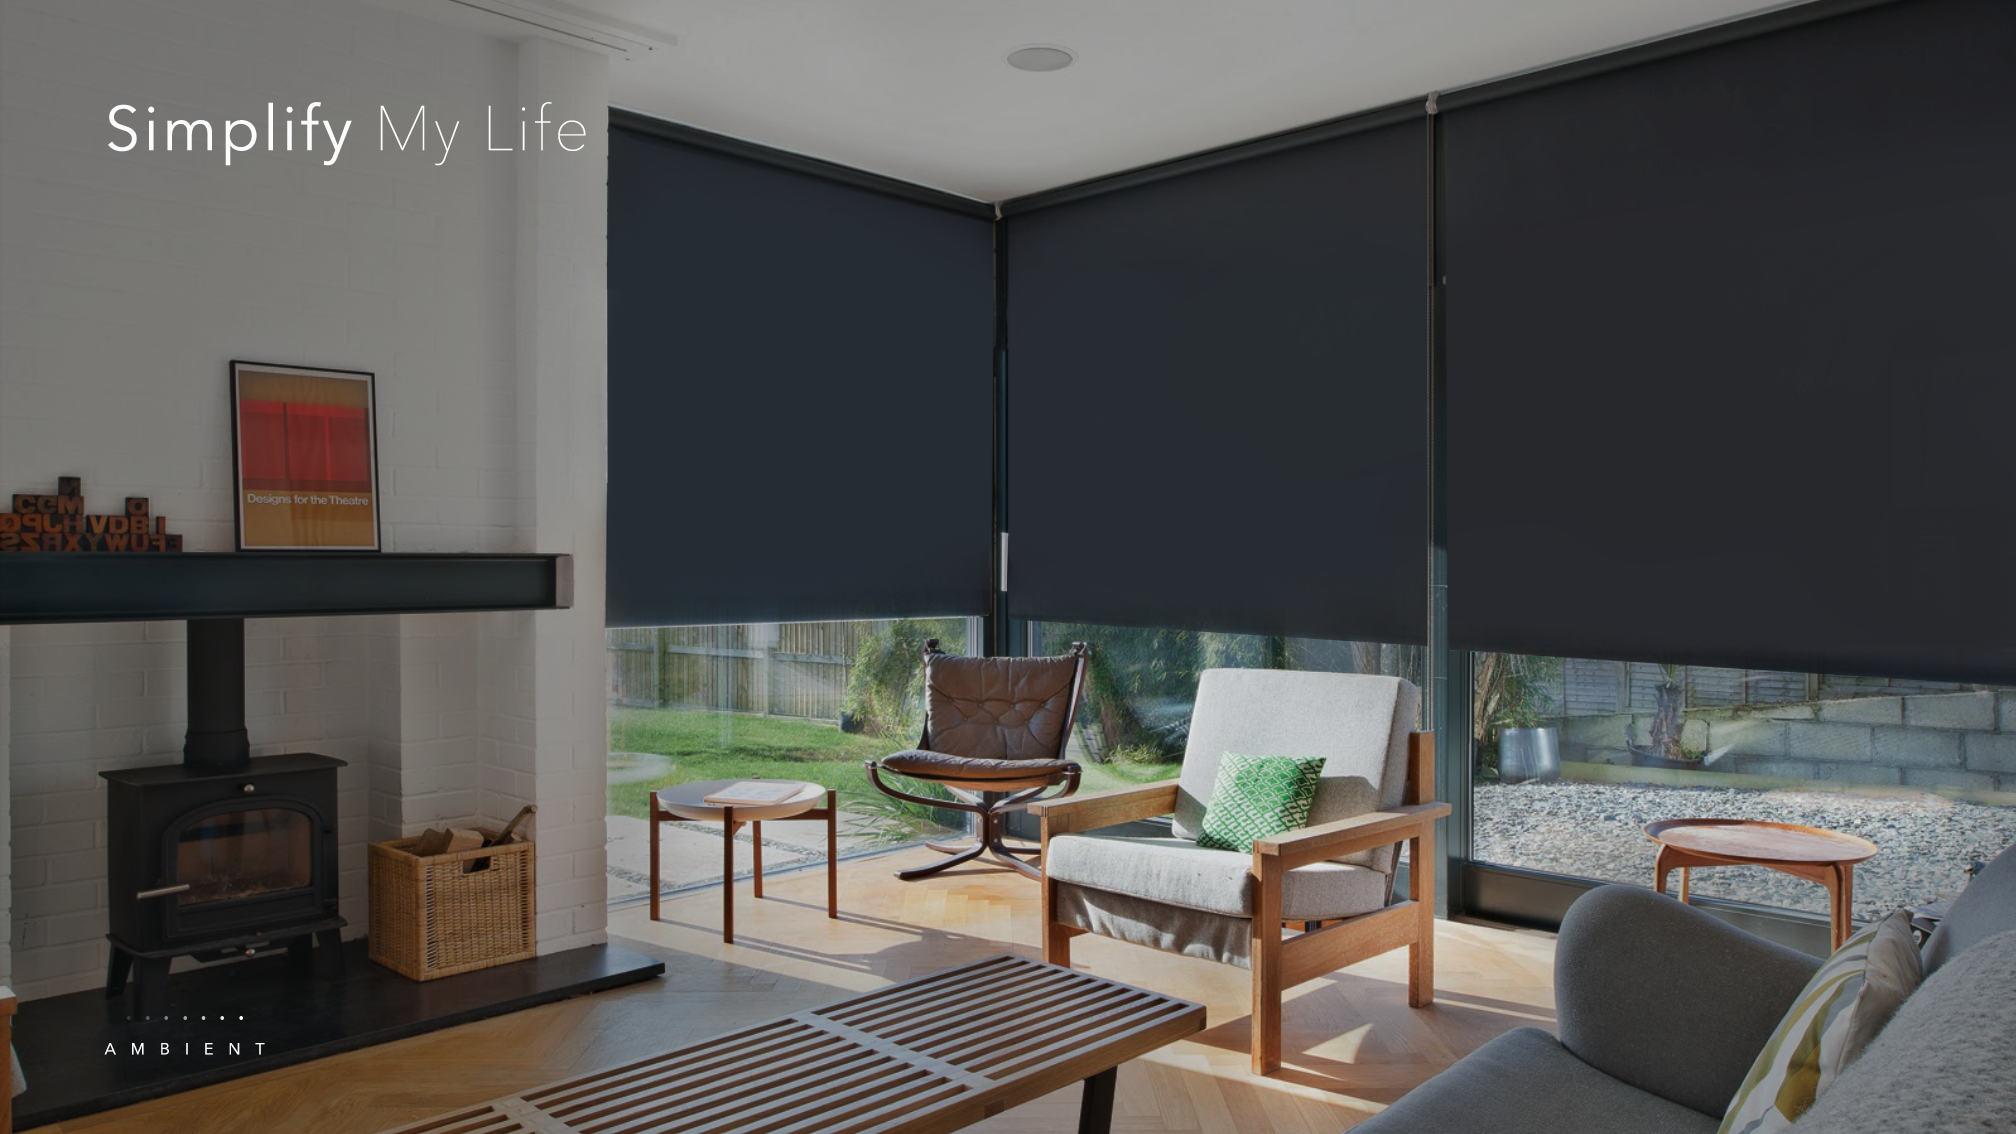 Simplify My Life
Designs for the Theatre
AMBIENT